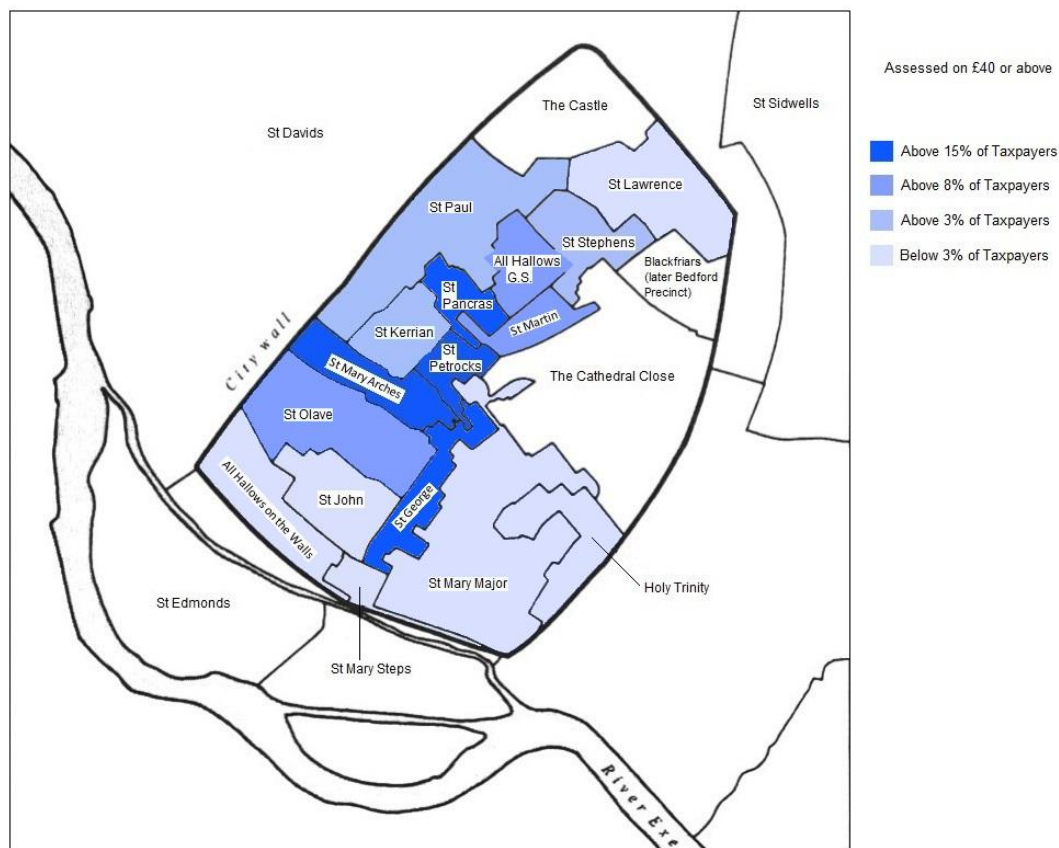 Assessed on £40 or above
Above 15% of Taxpayers
Above 8% of Taxpayers
Above 3% of Taxpayers
Below 3% of Taxpayers
St Sidwells
The Castle
St Davids
St Lawrence
St Paul
St Stephens
All Hallows
G.S.
Blackfriars
(later Bedford
Precinct)
St
Pancras
St Martin
St Kerrian
St
Petrocks
City wall
St Mary Arches
The Cathedral Close
St Olave
All Hallows on the Walls
St John
St George
St Mary Major
Holy Trinity
St Edmonds
St Mary Steps
River Exe